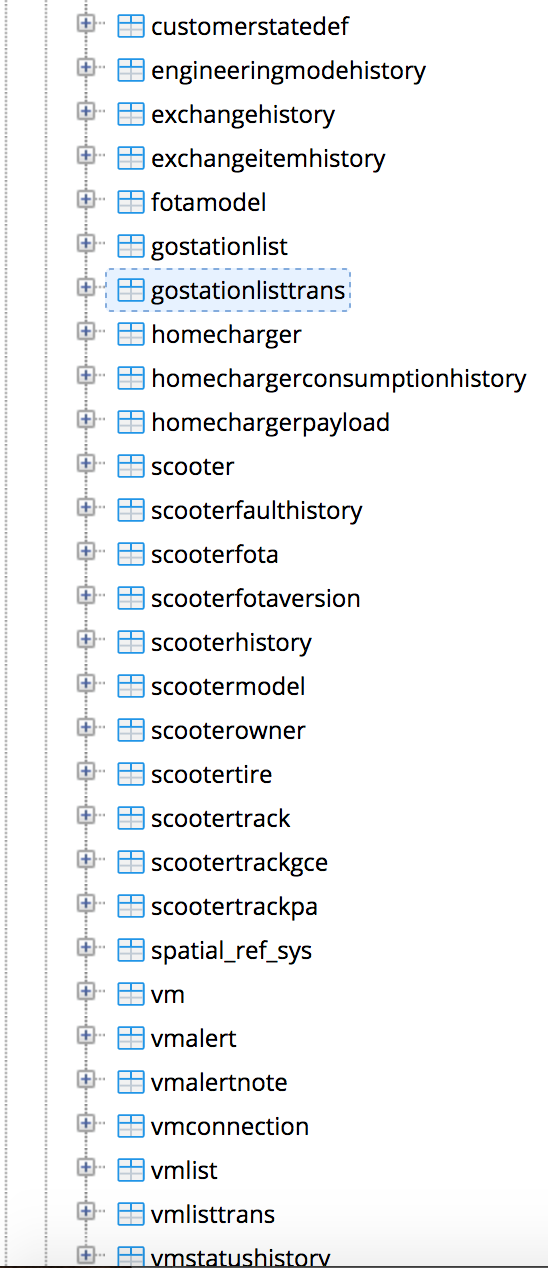 customerstatedef
engineeringmodehistory
exchangehistory
exchangeitemhistory
fotamodel
gostationlist
gostationlisttrans
homecharger
homechargerconsumptionhistory
homechargerpayload
scooter
scooterfaulthistory
scooterfota
scooterfotaversion
scooterhistory
scootermodel
scooterowner
scootertire
scootertrack
scootertrackgce
scootertrackpa
spatial_ref_sys
vm
vmalert
vmalertnote
vmconnection
vmlist
vmlisttrans
vmstatushistory